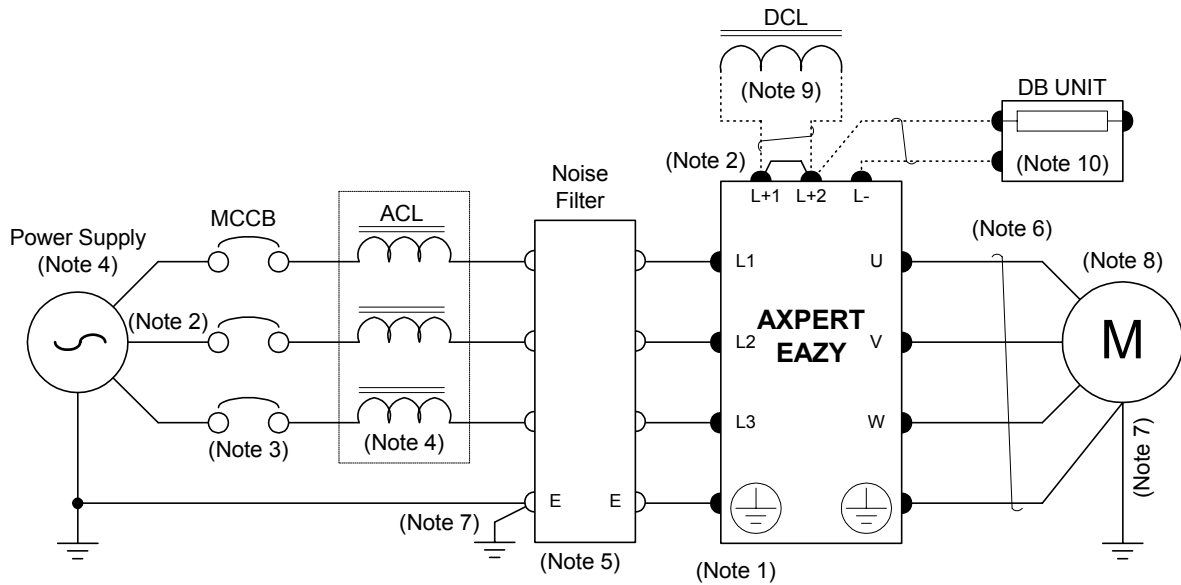 DCL
(Note 9)
DB UNIT
(Note 10)
(Note 2)
L+1 L+2 L-
Noise
Filter
MCCB
ACL
Power Supply
(Note 4)
(Note 6)
(Note 8)
L1 U
(Note 2)
AXPERT
EAZY
L2 V
M
L3 W
(Note 3)
(Note 4)
(Note 7)
E E
(Note 7)
(Note 5)
(Note 1)